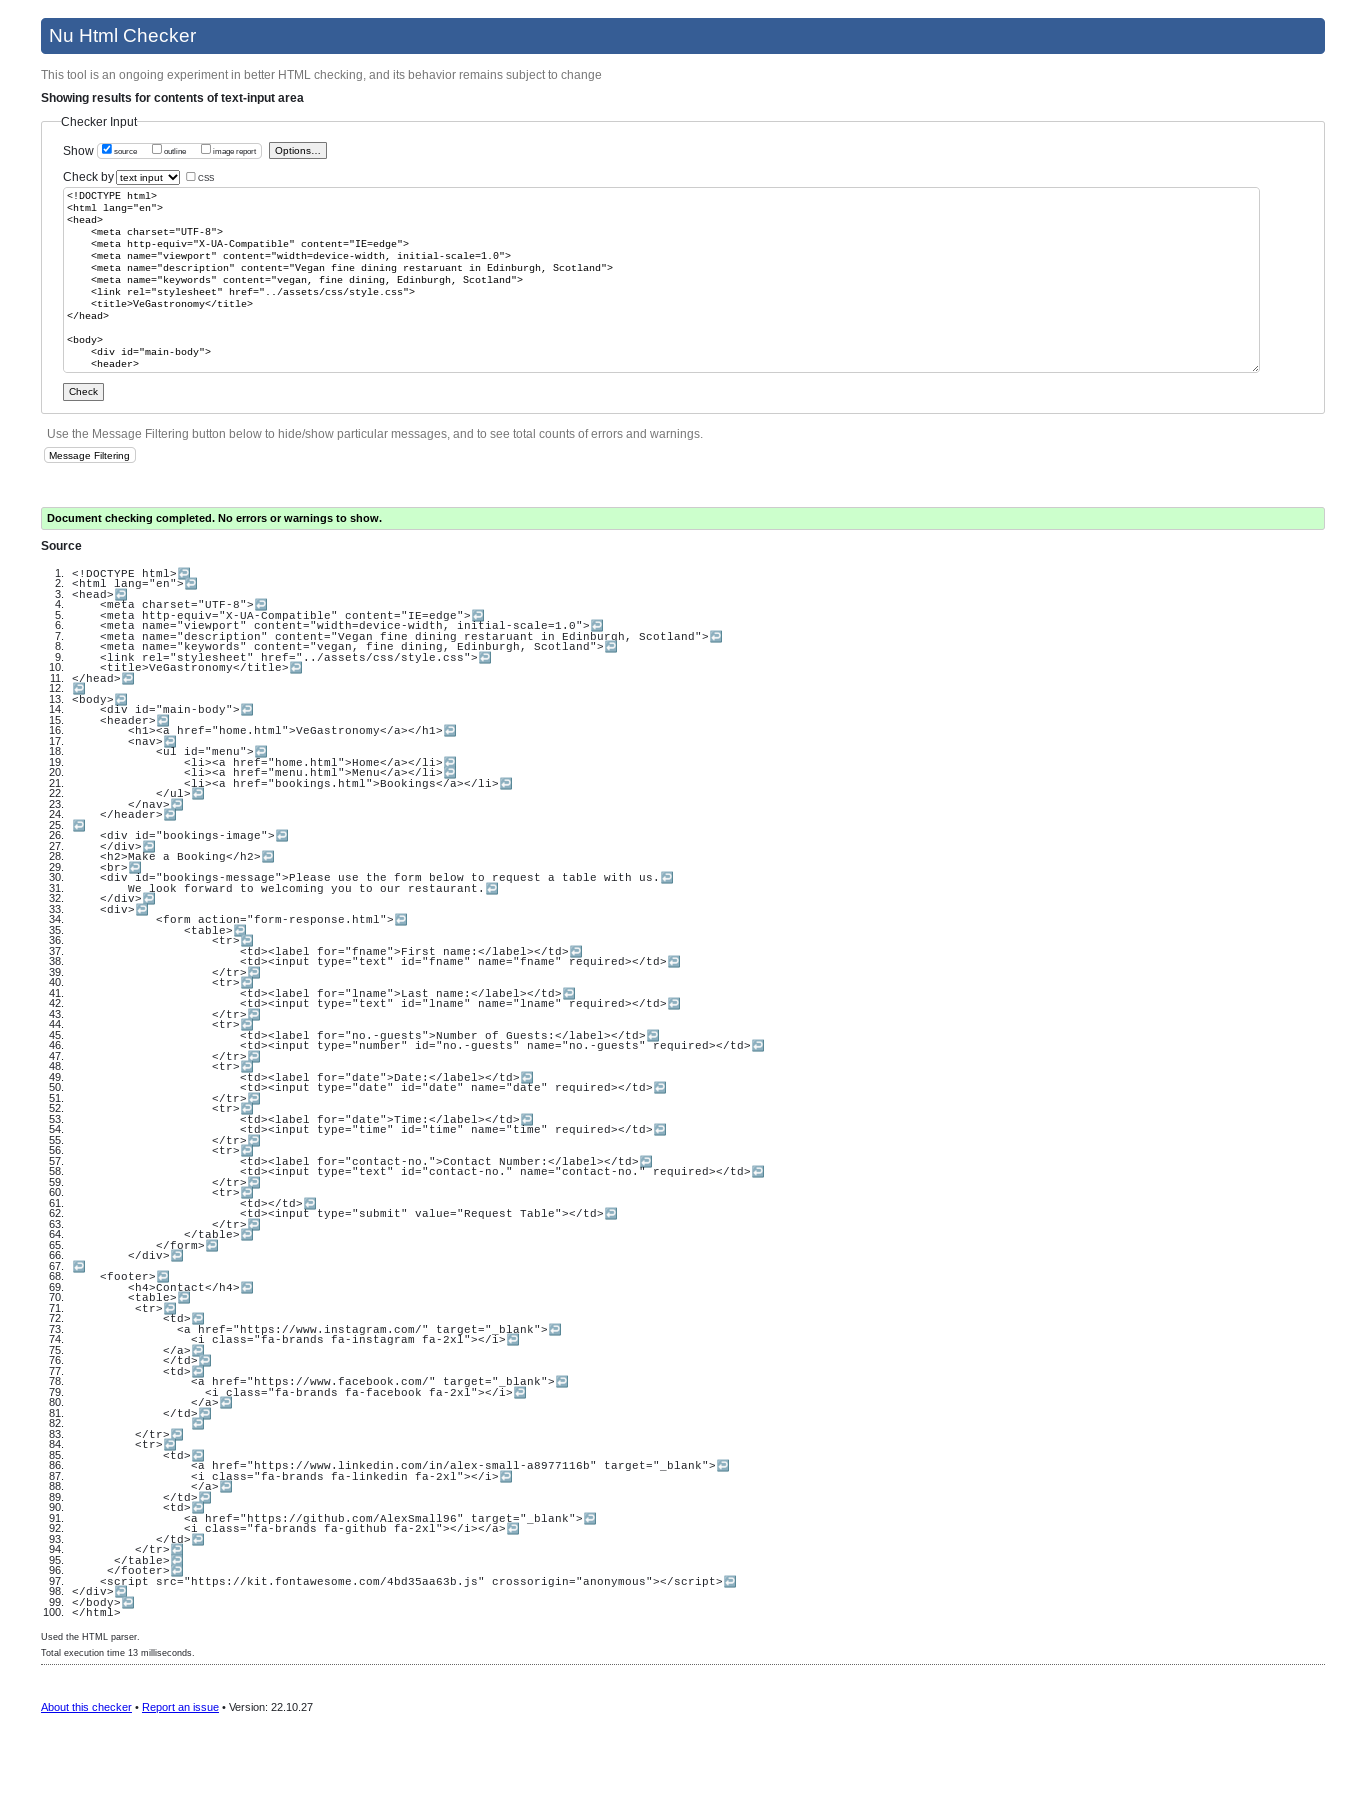 Nu Html Checker
This tool is an ongoing experiment in better HTML checking, and its behavior remains subject to change
Showing results for contents of text-input area
Checker Input
Show source outline image report Options...
Check by text input css
<!DOCTYPE html>
<html lang="en">
<head>
    <meta charset="UTF-8">
    <meta http-equiv="X-UA-Compatible" content="IE=edge">
    <meta name="viewport" content="width=device-width, initial-scale=1.0">
    <meta name="description" content="Vegan fine dining restaruant in Edinburgh, Scotland">
    <meta name="keywords" content="vegan, fine dining, Edinburgh, Scotland">
    <link rel="stylesheet" href="../assets/css/style.css">
    <title>VeGastronomy</title>
</head>
<body>
    <div id="main-body">
    <header>
Check
Use the Message Filtering button below to hide/show particular messages, and to see total counts of errors and warnings.
Message Filtering
Document checking completed. No errors or warnings to show.
Source
1. <!DOCTYPE html>↩
2. <html lang="en">↩
3. <head>↩
4.     <meta charset="UTF-8">↩
5.     <meta http-equiv="X-UA-Compatible" content="IE=edge">↩
6.     <meta name="viewport" content="width=device-width, initial-scale=1.0">↩
7.     <meta name="description" content="Vegan fine dining restaruant in Edinburgh, Scotland">↩
8.     <meta name="keywords" content="vegan, fine dining, Edinburgh, Scotland">↩
9.     <link rel="stylesheet" href="../assets/css/style.css">↩
10.     <title>VeGastronomy</title>↩
11. </head>↩
12. ↩
13. <body>↩
14.     <div id="main-body">↩
15.     <header>↩
16.         <h1><a href="home.html">VeGastronomy</a></h1>↩
17.         <nav>↩
18.             <ul id="menu">↩
19.                 <li><a href="home.html">Home</a></li>↩
20.                 <li><a href="menu.html">Menu</a></li>↩
21.                 <li><a href="bookings.html">Bookings</a></li>↩
22.             </ul>↩
23.         </nav>↩
24.     </header>↩
25. ↩
26.     <div id="bookings-image">↩
27.     </div>↩
28.     <h2>Make a Booking</h2>↩
29.     <br>↩
30.     <div id="bookings-message">Please use the form below to request a table with us.↩
31.         We look forward to welcoming you to our restaurant.↩
32.     </div>↩
33.     <div>↩
34.             <form action="form-response.html">↩
35.                 <table>↩
36.                     <tr>↩
37.                         <td><label for="fname">First name:</label></td>↩
38.                         <td><input type="text" id="fname" name="fname" required></td>↩
39.                     </tr>↩
40.                     <tr>↩
41.                         <td><label for="lname">Last name:</label></td>↩
42.                         <td><input type="text" id="lname" name="lname" required></td>↩
43.                     </tr>↩
44.                     <tr>↩
45.                         <td><label for="no.-guests">Number of Guests:</label></td>↩
46.                         <td><input type="number" id="no.-guests" name="no.-guests" required></td>↩
47.                     </tr>↩
48.                     <tr>↩
49.                         <td><label for="date">Date:</label></td>↩
50.                         <td><input type="date" id="date" name="date" required></td>↩
51.                     </tr>↩
52.                     <tr>↩
53.                         <td><label for="date">Time:</label></td>↩
54.                         <td><input type="time" id="time" name="time" required></td>↩
55.                     </tr>↩
56.                     <tr>↩
57.                         <td><label for="contact-no.">Contact Number:</label></td>↩
58.                         <td><input type="text" id="contact-no." name="contact-no." required></td>↩
59.                     </tr>↩
60.                     <tr>↩
61.                         <td></td>↩
62.                         <td><input type="submit" value="Request Table"></td>↩
63.                     </tr>↩
64.                 </table>↩
65.             </form>↩
66.         </div>↩
67. ↩
68.     <footer>↩
69.         <h4>Contact</h4>↩
70.         <table>↩
71.          <tr>↩
72.              <td>↩
73.                <a href="https://www.instagram.com/" target="_blank">↩
74.                  <i class="fa-brands fa-instagram fa-2xl"></i>↩
75.              </a>↩
76.              </td>↩
77.              <td>↩
78.                  <a href="https://www.facebook.com/" target="_blank">↩
79.                    <i class="fa-brands fa-facebook fa-2xl"></i>↩
80.                  </a>↩
81.              </td>↩
82.                  ↩
83.          </tr>↩
84.          <tr>↩
85.              <td>↩
86.                  <a href="https://www.linkedin.com/in/alex-small-a8977116b" target="_blank">↩
87.                  <i class="fa-brands fa-linkedin fa-2xl"></i>↩
88.                  </a>↩
89.              </td>↩
90.              <td>↩
91.                 <a href="https://github.com/AlexSmall96" target="_blank">↩
92.                 <i class="fa-brands fa-github fa-2xl"></i></a>↩
93.             </td>↩
94.          </tr>↩
95.       </table>↩
96.      </footer>↩
97.     <script src="https://kit.fontawesome.com/4bd35aa63b.js" crossorigin="anonymous"></script>↩
98. </div>↩
99. </body>↩
100. </html>
Used the HTML parser.
Total execution time 13 milliseconds.
About this checker • Report an issue • Version: 22.10.27